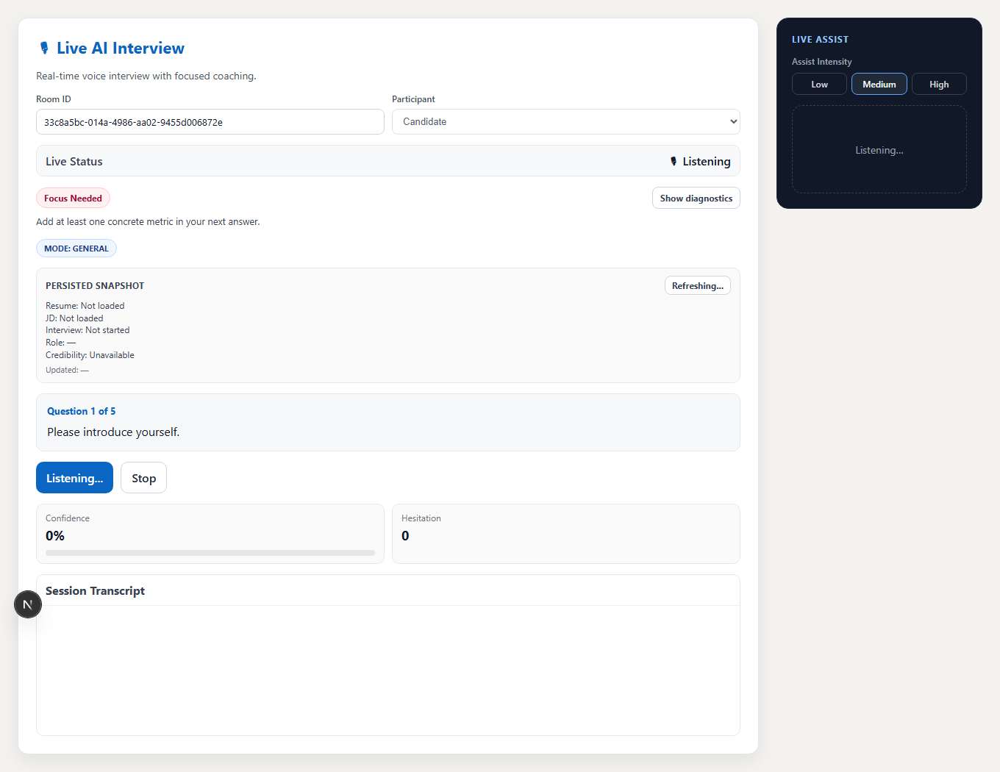 Live AI Interview
Real-time voice interview with focused coaching.
Room ID
33c8a5bc-014a-4986-aa02-9455d006872e
Participant
Candidate
Live Status
Listening
Focus Needed
Show diagnostics
Add at least one concrete metric in your next answer.
MODE: GENERAL
PERSISTED SNAPSHOT
Refreshing...
Resume: Not loaded
JD: Not loaded
Interview: Not started
Role: —
Credibility: Unavailable
Updated: —
Question 1 of 5
Please introduce yourself.
Listening...
Stop
Confidence
0%
Hesitation
0
Session Transcript
N
LIVE ASSIST
Assist Intensity
Low
Medium
High
Listening...